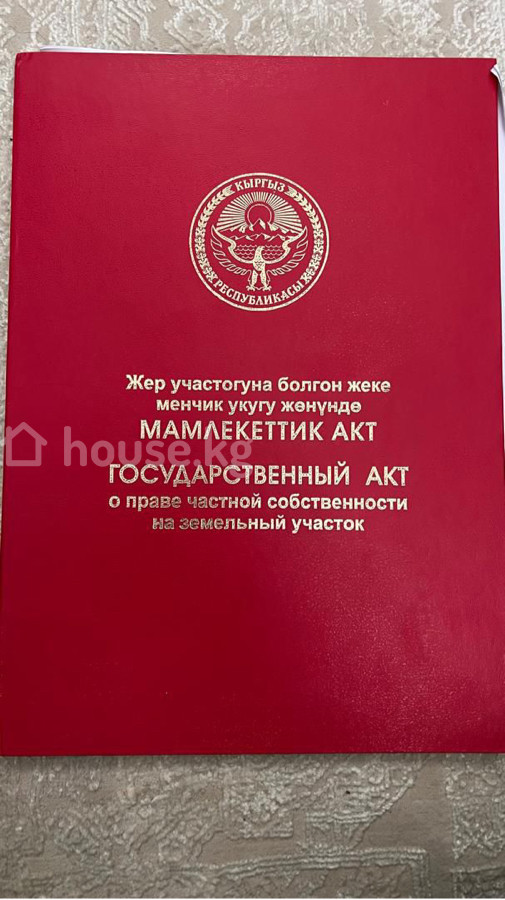 КЫРГЫЗ
РЕСПУБЛИКАСЫ
Жер участогуна болгон жеке
менчик укугу жөнүндө
МАМЛЕКЕТТИК АКТ
house.kg
ГОСУДАРСТВЕННЫЙ АКТ
о праве частной собственности
на земельный участок